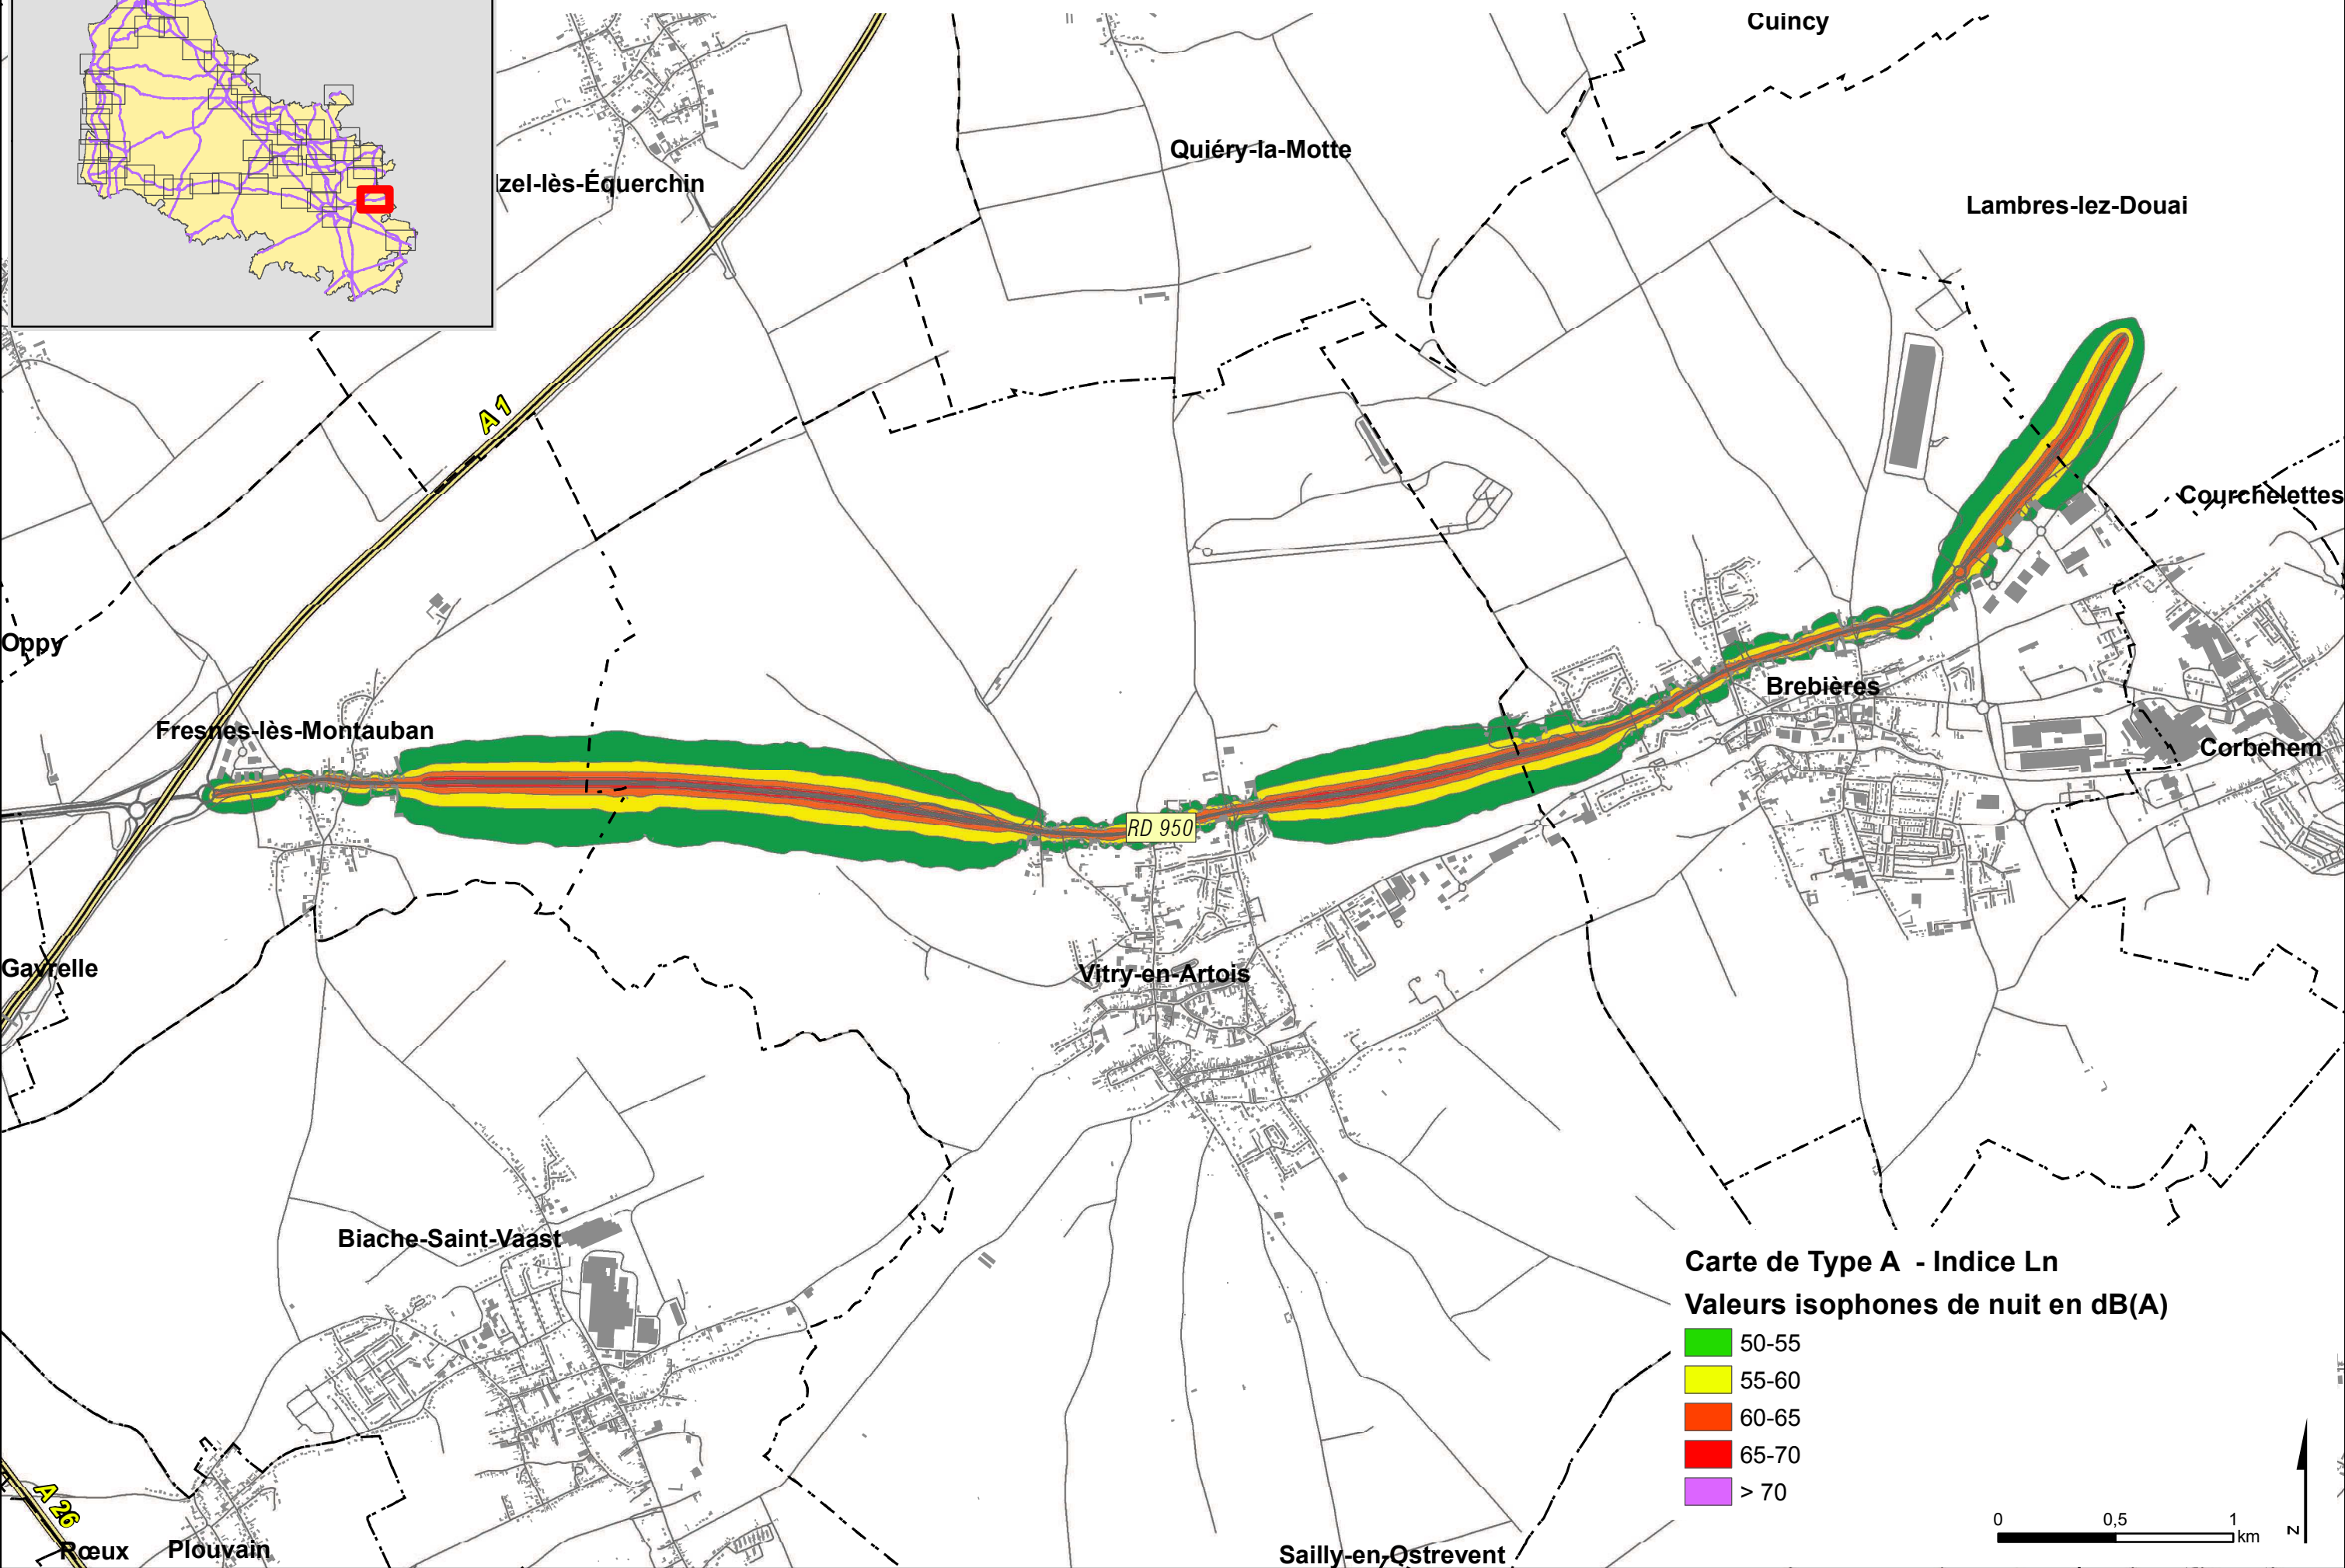 Cuincy
Quiéry-la-Motte
Izel-lès-Équerchin
Lambres-lez-Douai
A 1
Courchelettes
Oppy
Brebières
Fresnes-lès-Montauban
Corbehem
RD 950
Gavrelle
Vitry-en-Artois
Biache-Saint-Vaast
Carte de Type A - Indice Ln
Valeurs isophones de nuit en dB(A)
50-55
55-60
60-65
65-70
> 70
A 26
0 0,5 1
km
N
Rœux
Plouvain
Sailly-en-Ostrevent